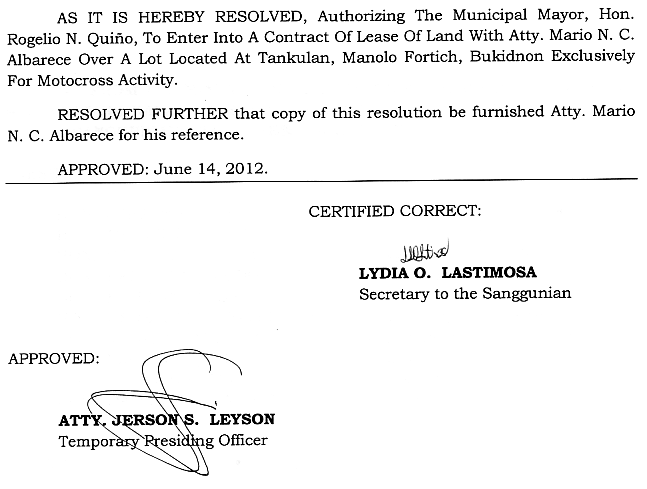 AS IT IS HEREBY RESOLVED, Authorizing The Municipal Mayor, Hon.
Rogelio N. Quiño, To Enter Into A Contract Of Lease Of Land With Atty. Mario N. C.
Albarece Over A Lot Located At Tankulan, Manolo Fortich, Bukidnon Exclusively
For Motocross Activity.
RESOLVED FURTHER that copy of this resolution be furnished Atty. Mario
N. C. Albarece for his reference.
APPROVED: June 14, 2012.
CERTIFIED CORRECT:
LYDIA O. LASTIMOSA
Secretary to the Sanggunian
APPROVED:
ATTY. JERSON S. LEYSON
Temporary Presiding Officer